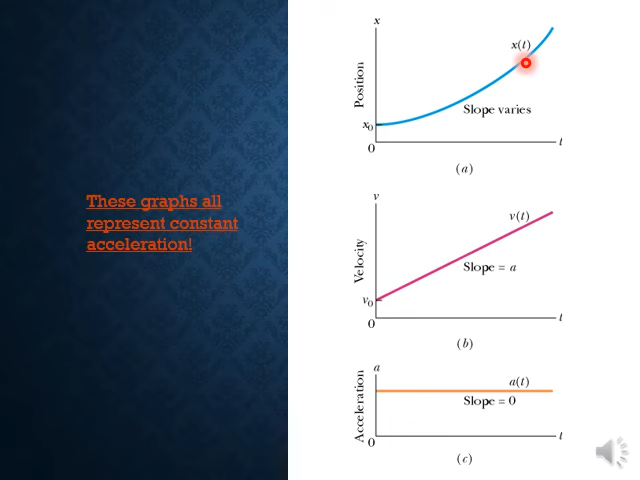 These graphs all
represent constant
acceleration!
x
Position
x(t)
Slope varies
x0
0
t
(a)
v
Velocity
v(t)
Slope = a
v0
0
t
(b)
a
Acceleration
a(t)
Slope = 0
0
t
(c)